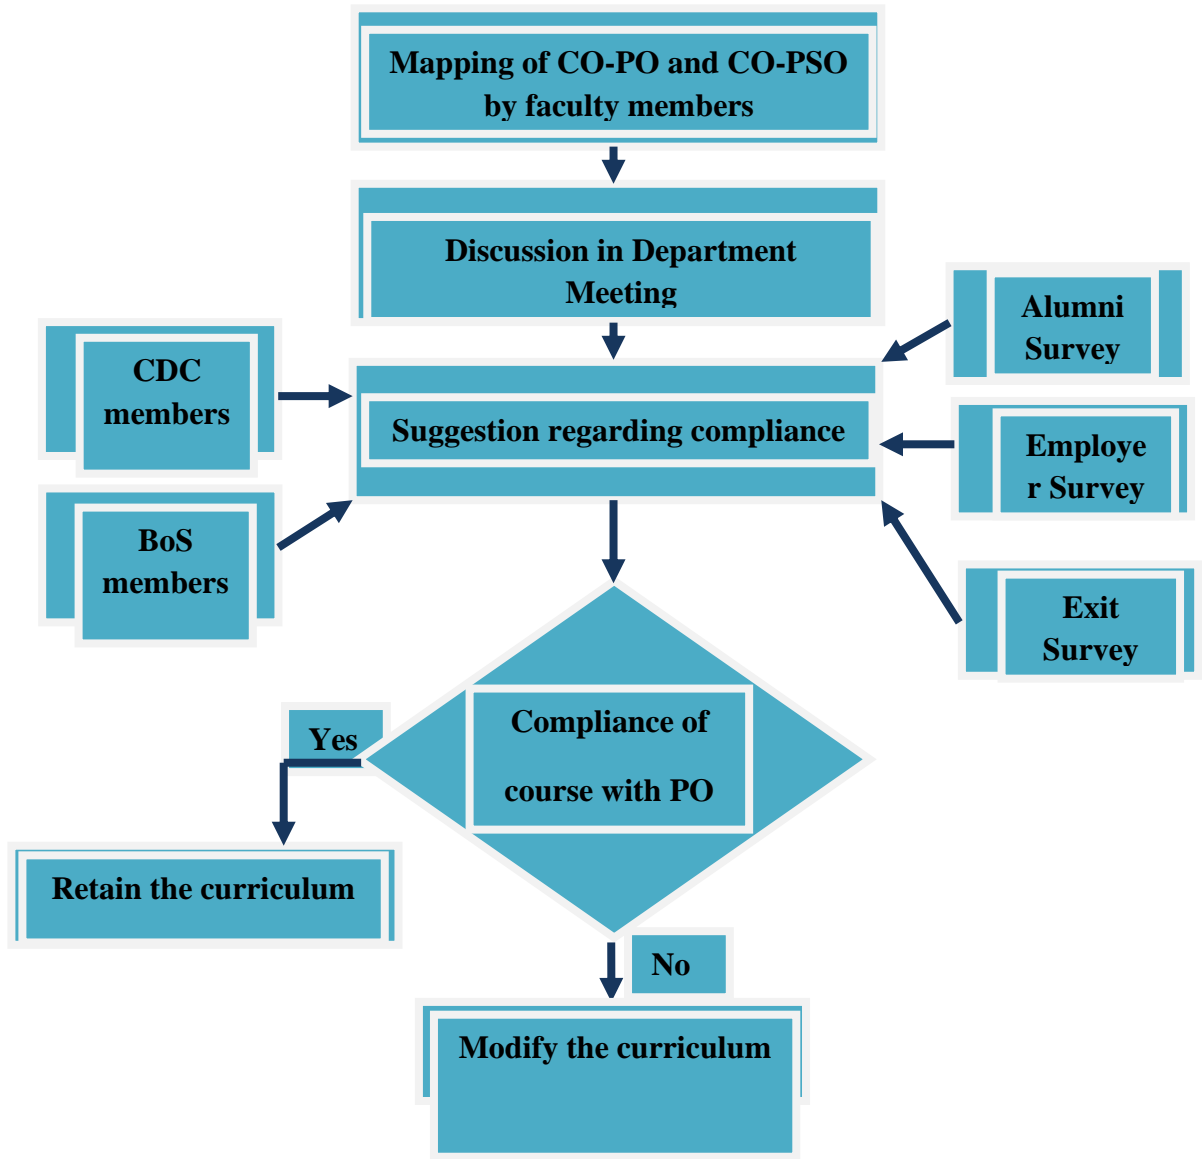 Mapping of CO-PO and CO-PSO
by faculty members
Discussion in Department
Meeting
Alumni
Survey
CDC
members
Suggestion regarding compliance
Employe
r Survey
BoS
members
Exit
Survey
Compliance of
course with PO
Yes
Retain the curriculum
No
Modify the curriculum